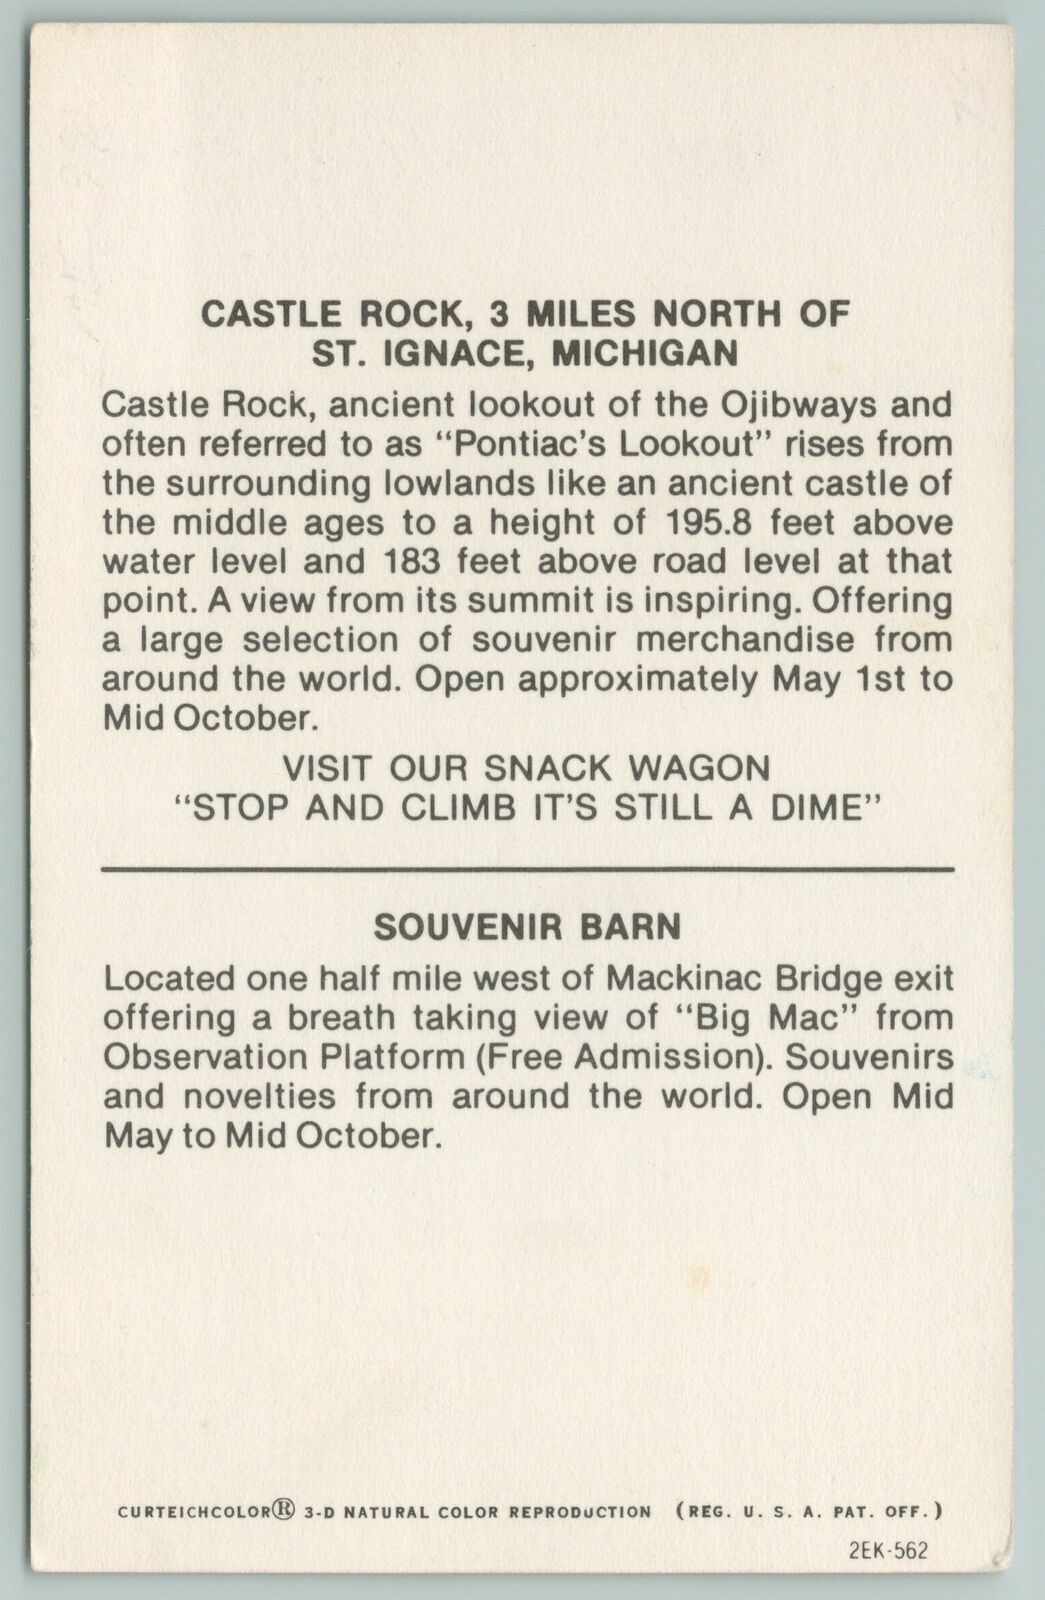 CASTLE ROCK, 3 MILES NORTH OF
ST. IGNACE, MICHIGAN
Castle Rock, ancient lookout of the Ojibways and
often referred to as “Pontiac’s Lookout” rises from
the surrounding lowlands like an ancient castle of
the middle ages to a height of 195.8 feet above
water level and 183 feet above road level at that
point. A view from its summit is inspiring. Offering
a large selection of souvenir merchandise from
around the world. Open approximately May 1st to
Mid October.
VISIT OUR SNACK WAGON
“STOP AND CLIMB IT’S STILL A DIME”
SOUVENIR BARN
Located one half mile west of Mackinac Bridge exit
offering a breath taking view of “Big Mac” from
Observation Platform (Free Admission). Souvenirs
and novelties from around the world. Open Mid
May to Mid October.
CURTEICHCOLOR® 3-D NATURAL COLOR REPRODUCTION (REG. U. S. A. PAT. OFF.)
2EK-562